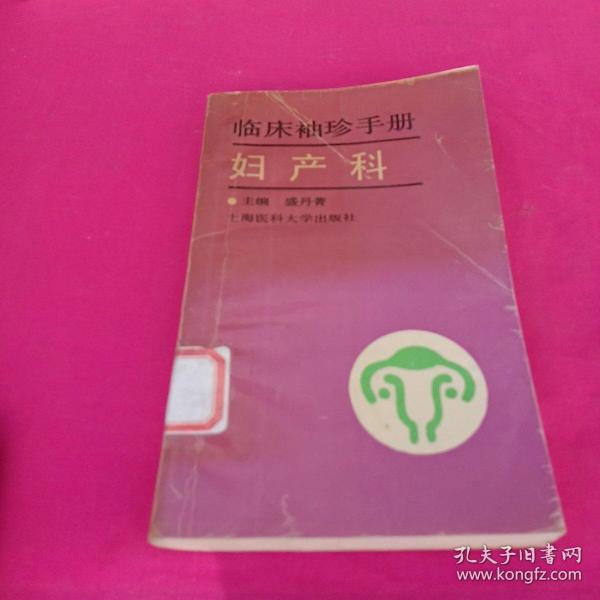 临床袖珍手册
妇产科
主编 盛丹菁
上海医科大学出版社
孔夫子旧书网
www.kongfz.com